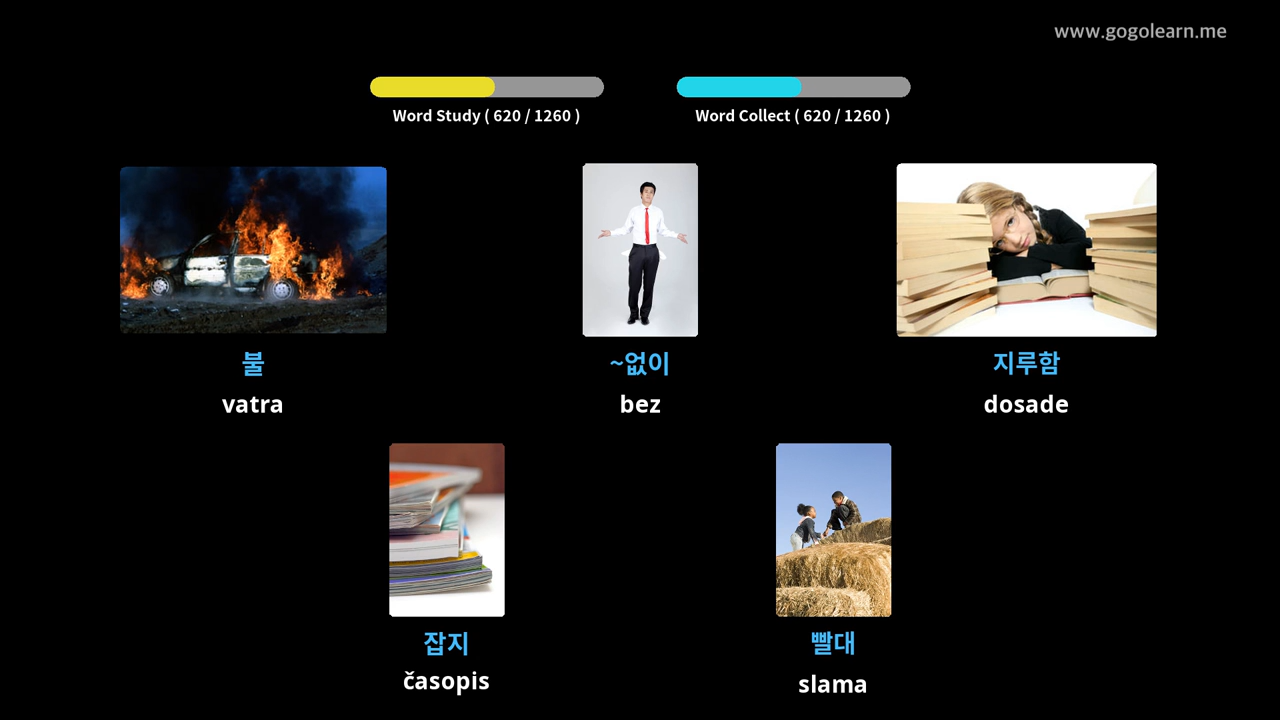 www.gogolearn.me
Word Study ( 620 / 1260 )
Word Collect ( 620 / 1260 )
불
vatra
~없이
bez
지루함
dosade
잡지
časopis
빨대
slama